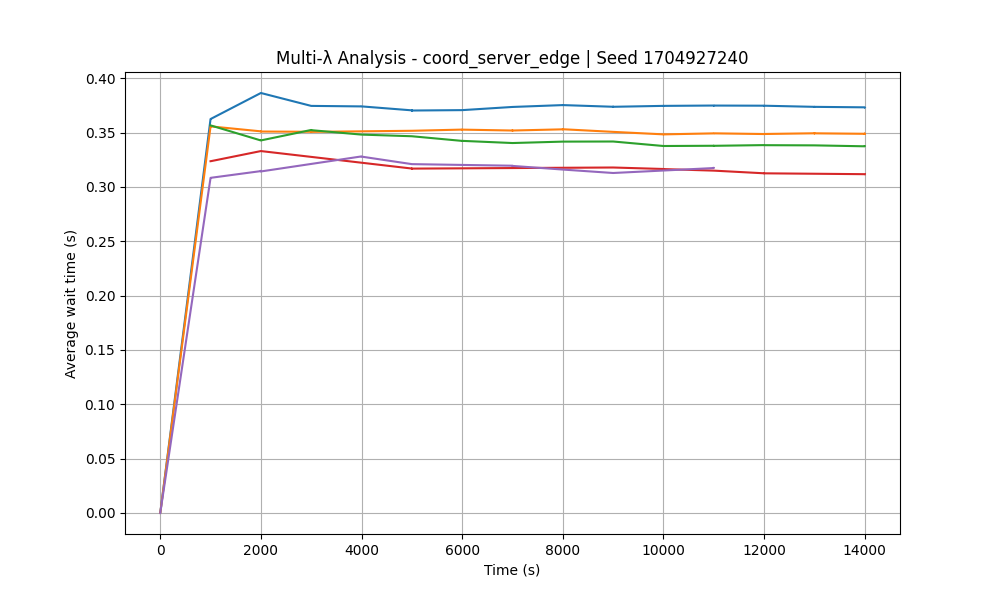 Multi-λ Analysis - coord_server_edge | Seed 1704927240
Average wait time (s)
0.40
0.35
0.30
0.25
0.20
0.15
0.10
0.05
0.00
0 2000 4000 6000 8000 10000 12000 14000
Time (s)